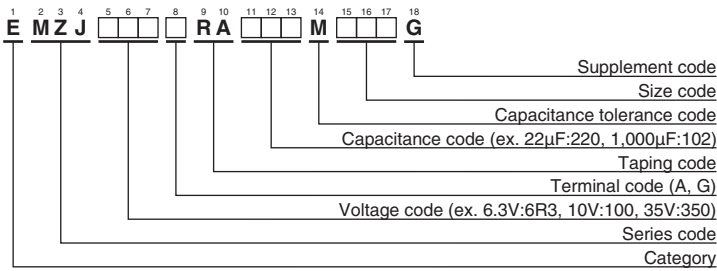 1 2 3 4 5 6 7 8 9 10 11 12 13 14 15 16 17 18
E MZJ □□□ □ RA □□□ M □□□ G
Supplement code
Size code
Capacitance tolerance code
Capacitance code (ex. 22µF:220, 1,000µF:102)
Taping code
Terminal code (A, G)
Voltage code (ex. 6.3V:6R3, 10V:100, 35V:350)
Series code
Category